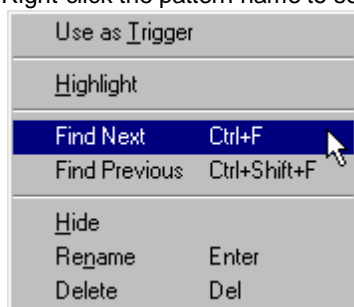 Right-click the pattern name to se
Use as Trigger
Highlight
Find Next Ctrl+F
Find Previous Ctrl+Shift+F
Hide
Rename Enter
Delete Del